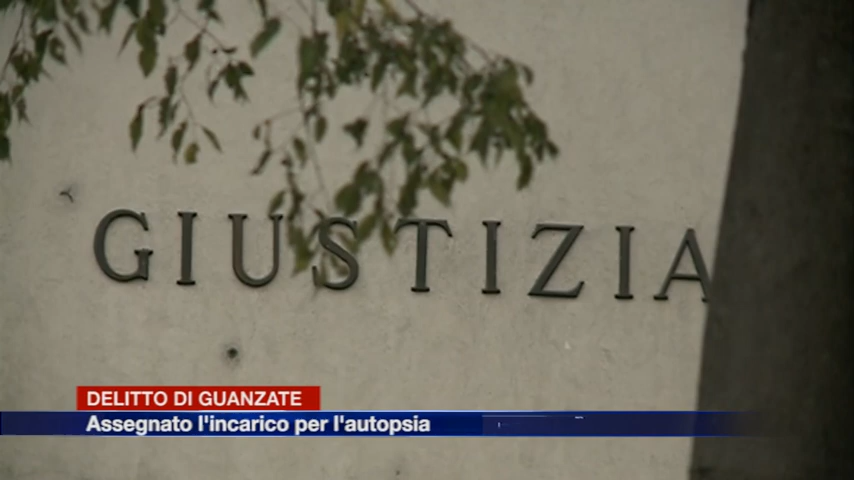 GIUSTIZIA
DELITTO DI GUANZATE
Assegnato l'incarico per l'autopsia